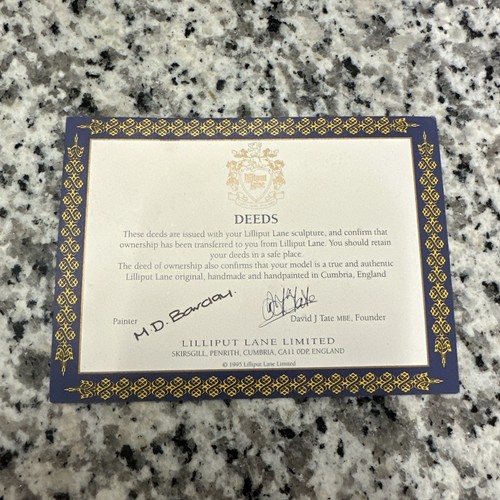 DEEDS
These deeds are issued with your Lilliput Lane sculpture, and confirm that
ownership has been transferred to you from Lilliput Lane. You should retain
your deeds in a safe place.
The deed of ownership also confirms that your model is a true and authentic
Lilliput Lane original, handmade and handpainted in Cumbria, England
Painter M.D. Barclay.
David J Tate MBE, Founder
LILLIPUT LANE LIMITED
SKIRSGILL, PENRITH, CUMBRIA, CA11 0DP, ENGLAND
© 1995 Lilliput Lane Limited